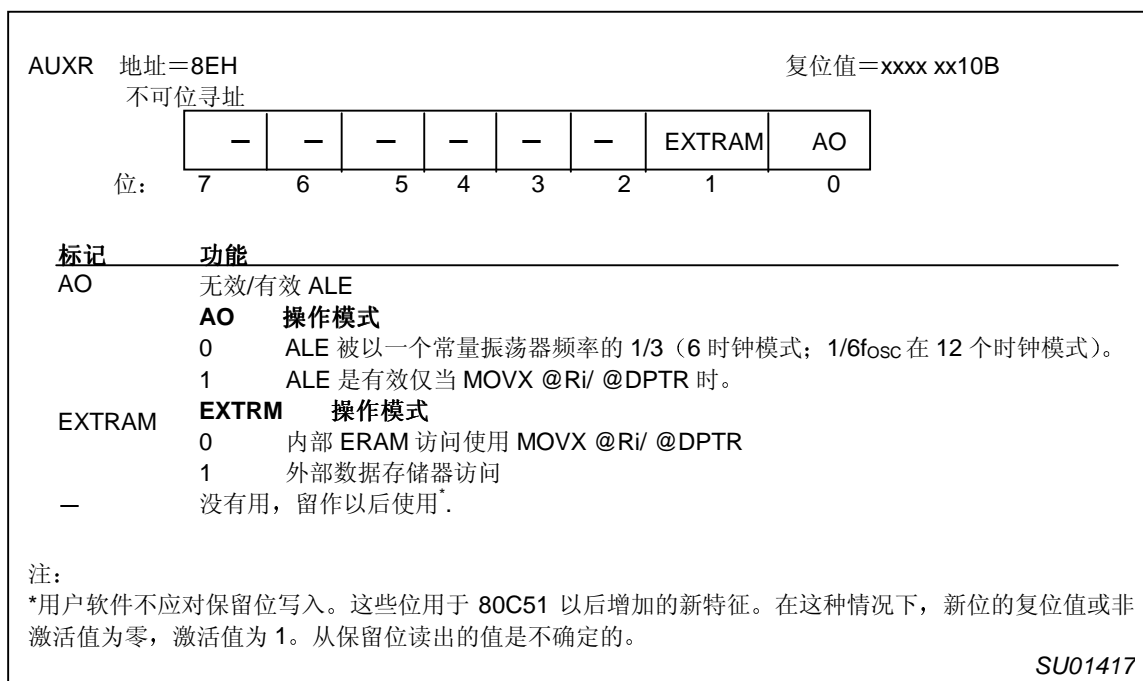 AUXR 地址＝8EH 复位值＝xxxx xx10B
不可位寻址
— — — — — — EXTRAM AO
位： 7 6 5 4 3 2 1 0
标记 功能
AO 无效/有效 ALE
AO 操作模式
0 ALE 被以一个常量振荡器频率的 1/3（6 时钟模式；1/6fOSC 在 12 个时钟模式）。
1 ALE 是有效仅当 MOVX @Ri/ @DPTR 时。
EXTRAM EXTRM 操作模式
0 内部 ERAM 访问使用 MOVX @Ri/ @DPTR
1 外部数据存储器访问
— 没有用，留作以后使用*.
注：
*用户软件不应对保留位写入。这些位用于 80C51 以后增加的新特征。在这种情况下，新位的复位值或非
激活值为零，激活值为 1。从保留位读出的值是不确定的。
SU01417